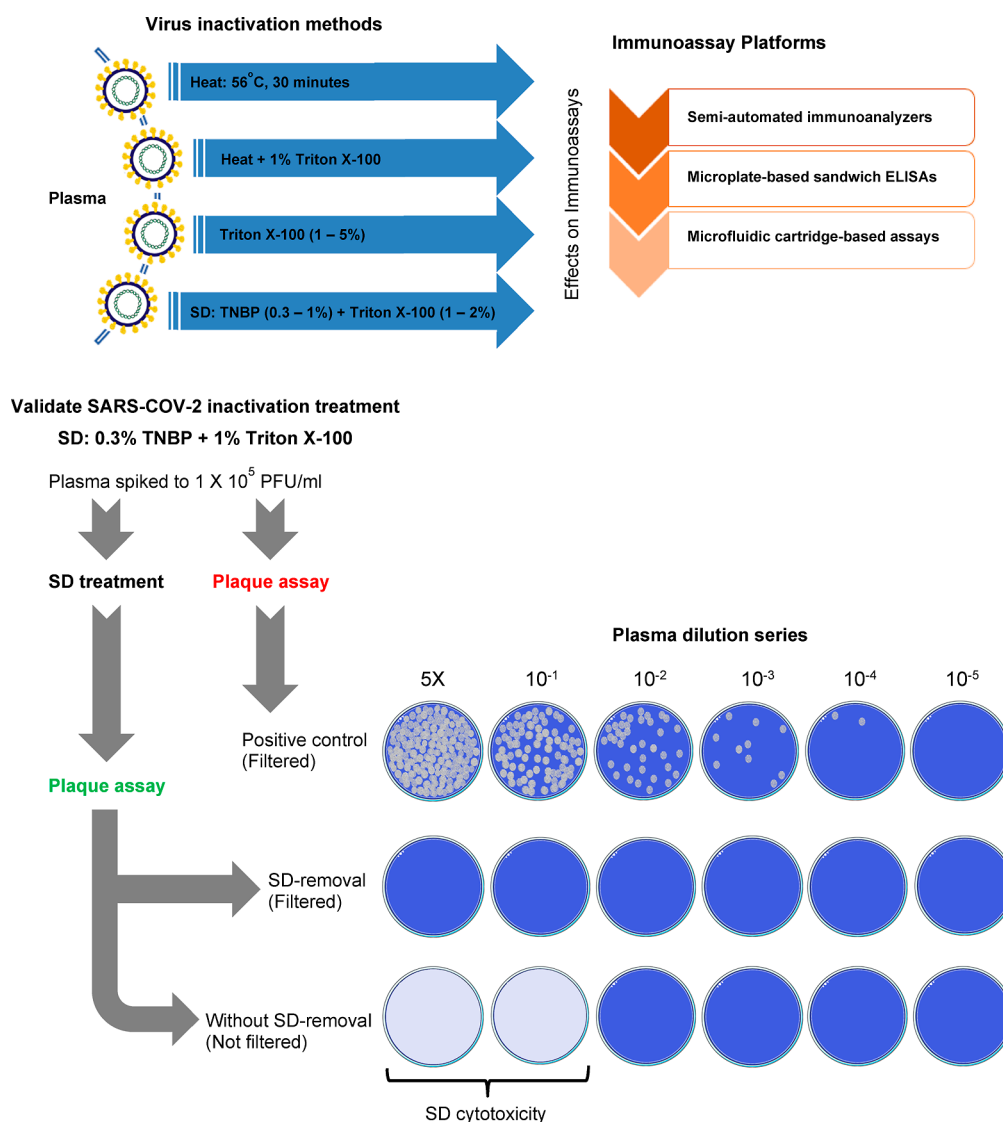 Virus inactivation methods
Heat: 56°C, 30 minutes
Heat + 1% Triton X-100
Plasma
Triton X-100 (1 – 5%)
SD: TNBP (0.3 – 1%) + Triton X-100 (1 – 2%)
Effects on Immunoassays
Immunoassay Platforms
Semi-automated immunoanalyzers
Microplate-based sandwich ELISAs
Microfluidic cartridge-based assays
Validate SARS-COV-2 inactivation treatment
SD: 0.3% TNBP + 1% Triton X-100
Plasma spiked to 1 X 10⁵ PFU/ml
SD treatment
Plaque assay
Plasma dilution series
5X 10⁻¹ 10⁻² 10⁻³ 10⁻⁴ 10⁻⁵
Positive control
(Filtered)
Plaque assay
SD-removal
(Filtered)
Without SD-removal
(Not filtered)
SD cytotoxicity